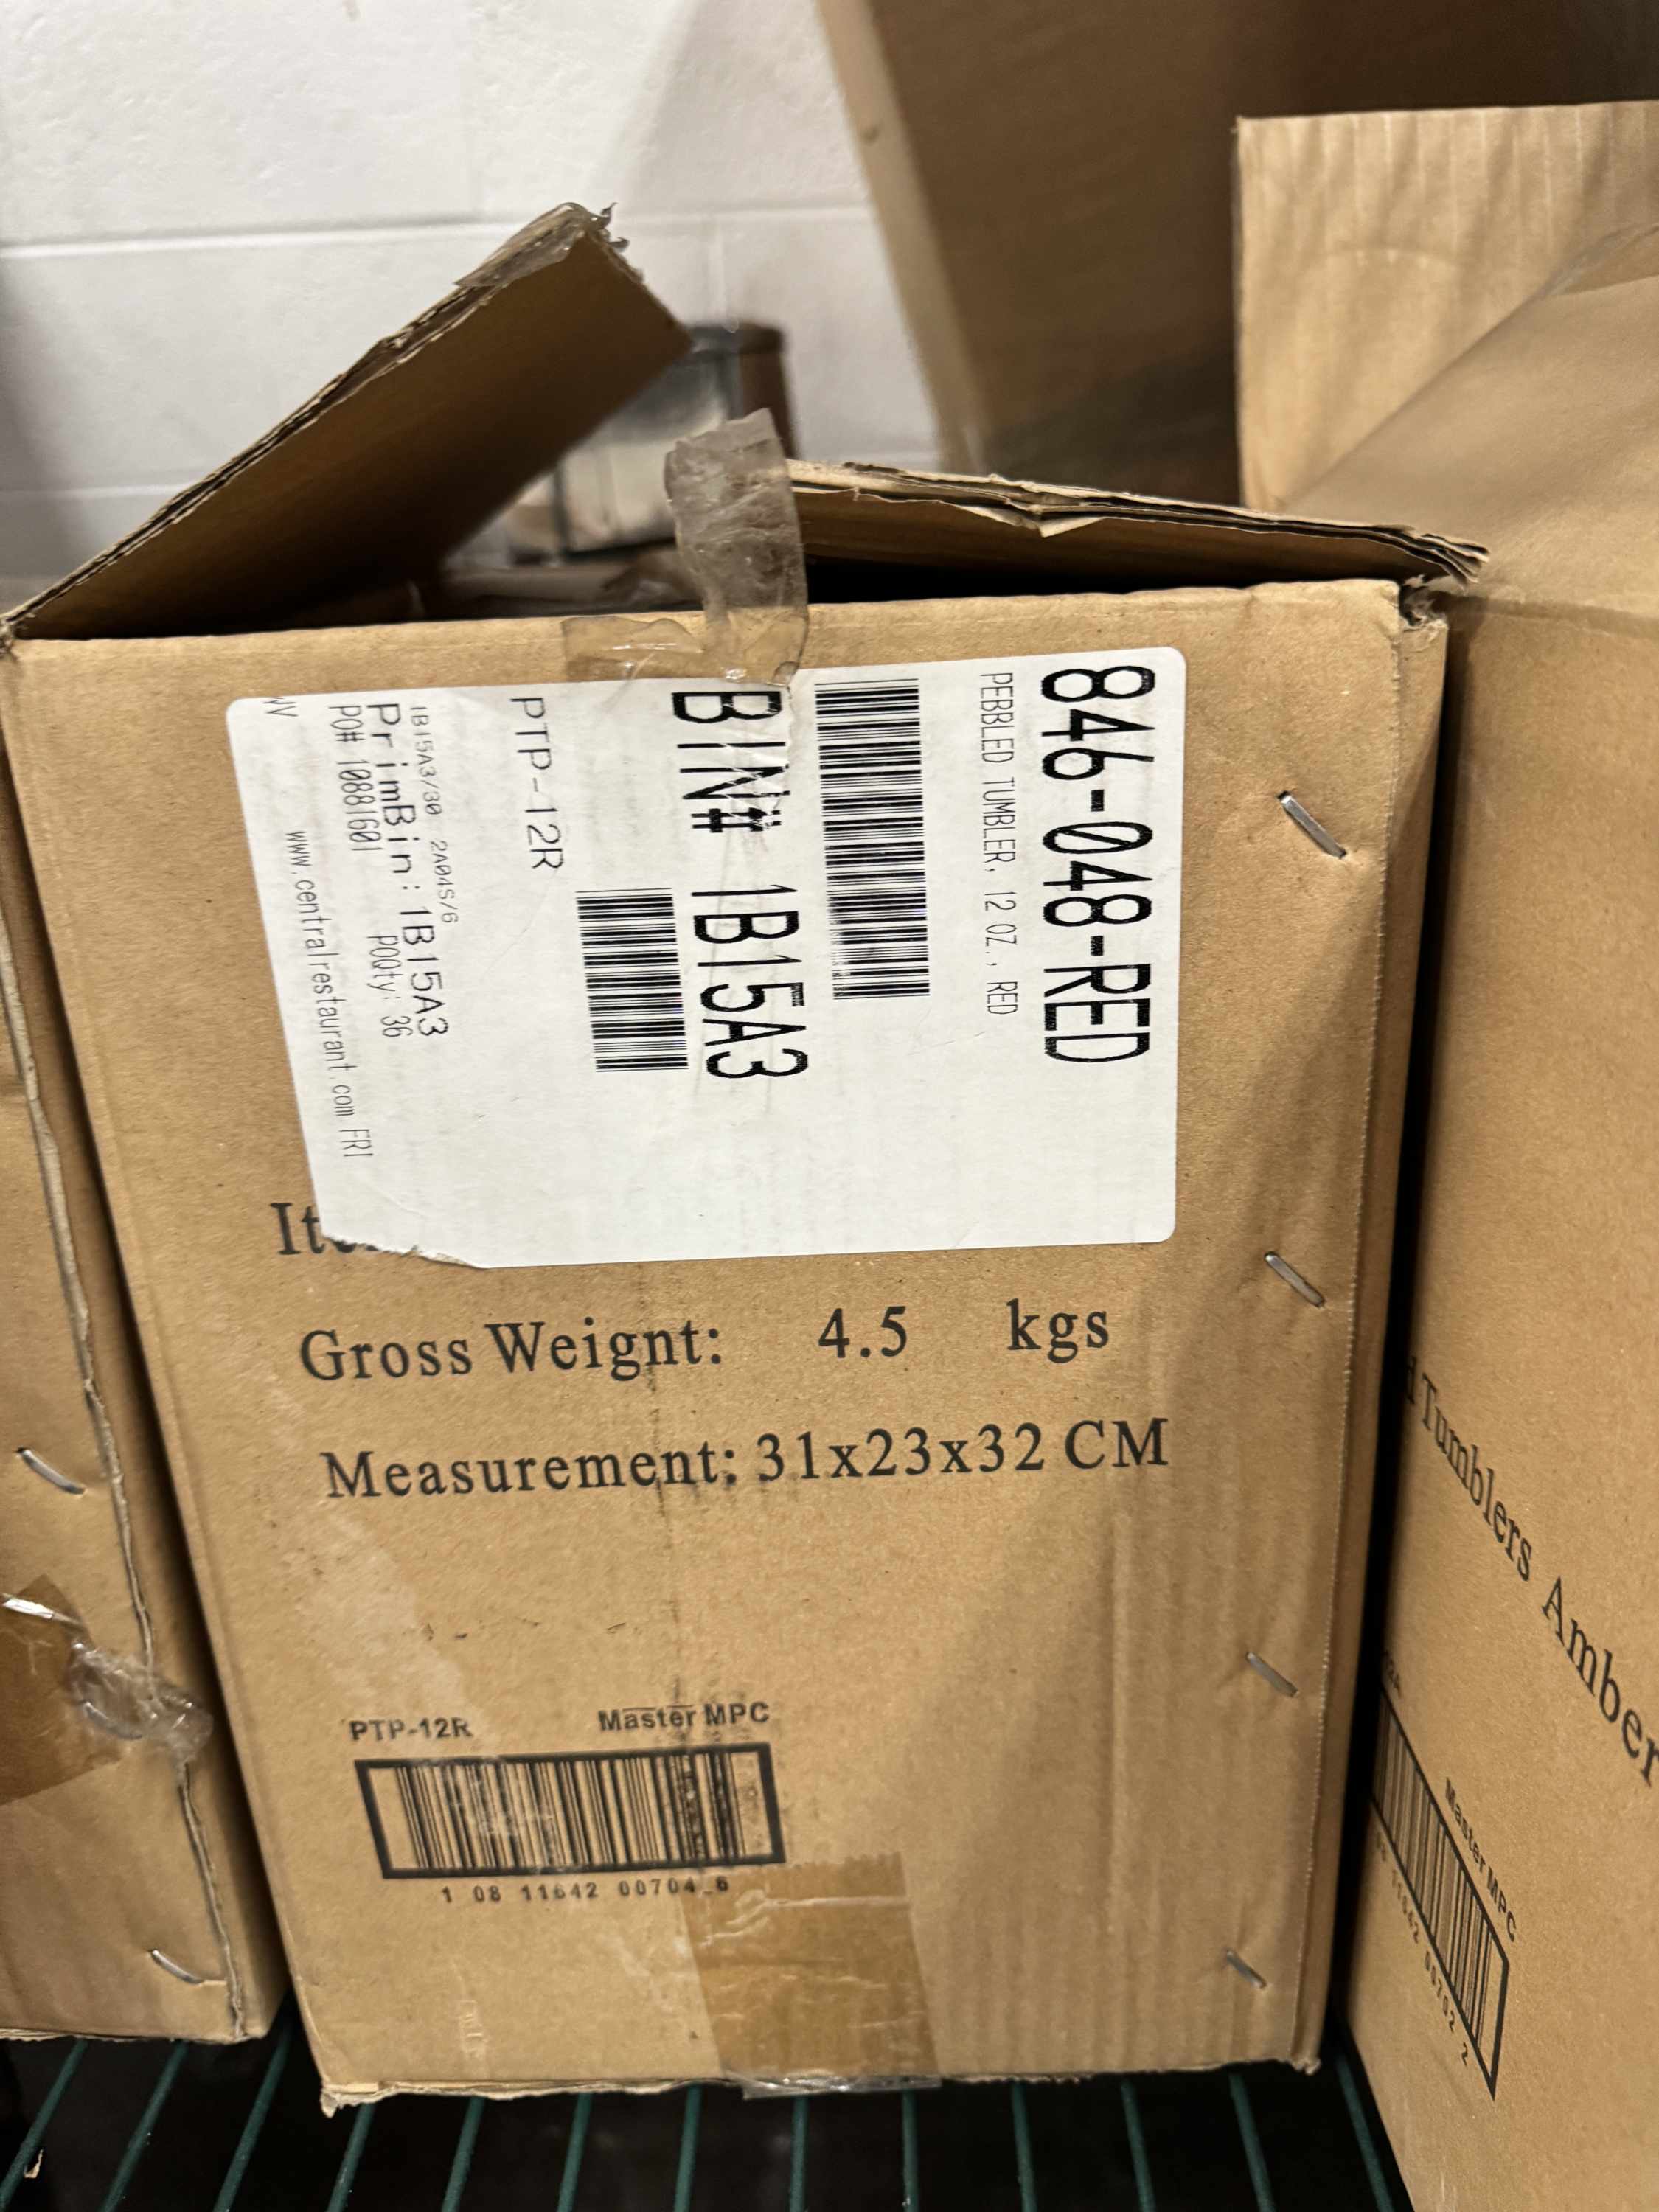 846-048-RED
PEBBLED TUMBLER, 12 OZ., RED
BIN# 1B15A3
PTP-12R
1B15A3/30 2A04S/6
PrimBin: 1B15A3
PO# 1088160 POQty: 36
www.centralrestaurant.com FRI
Gross Weignt: 4.5 kgs
Measurement: 31x23x32 CM
PTP-12R Master MPC
1 08 11642 00704 6
Tumblers Amber
Master MPC